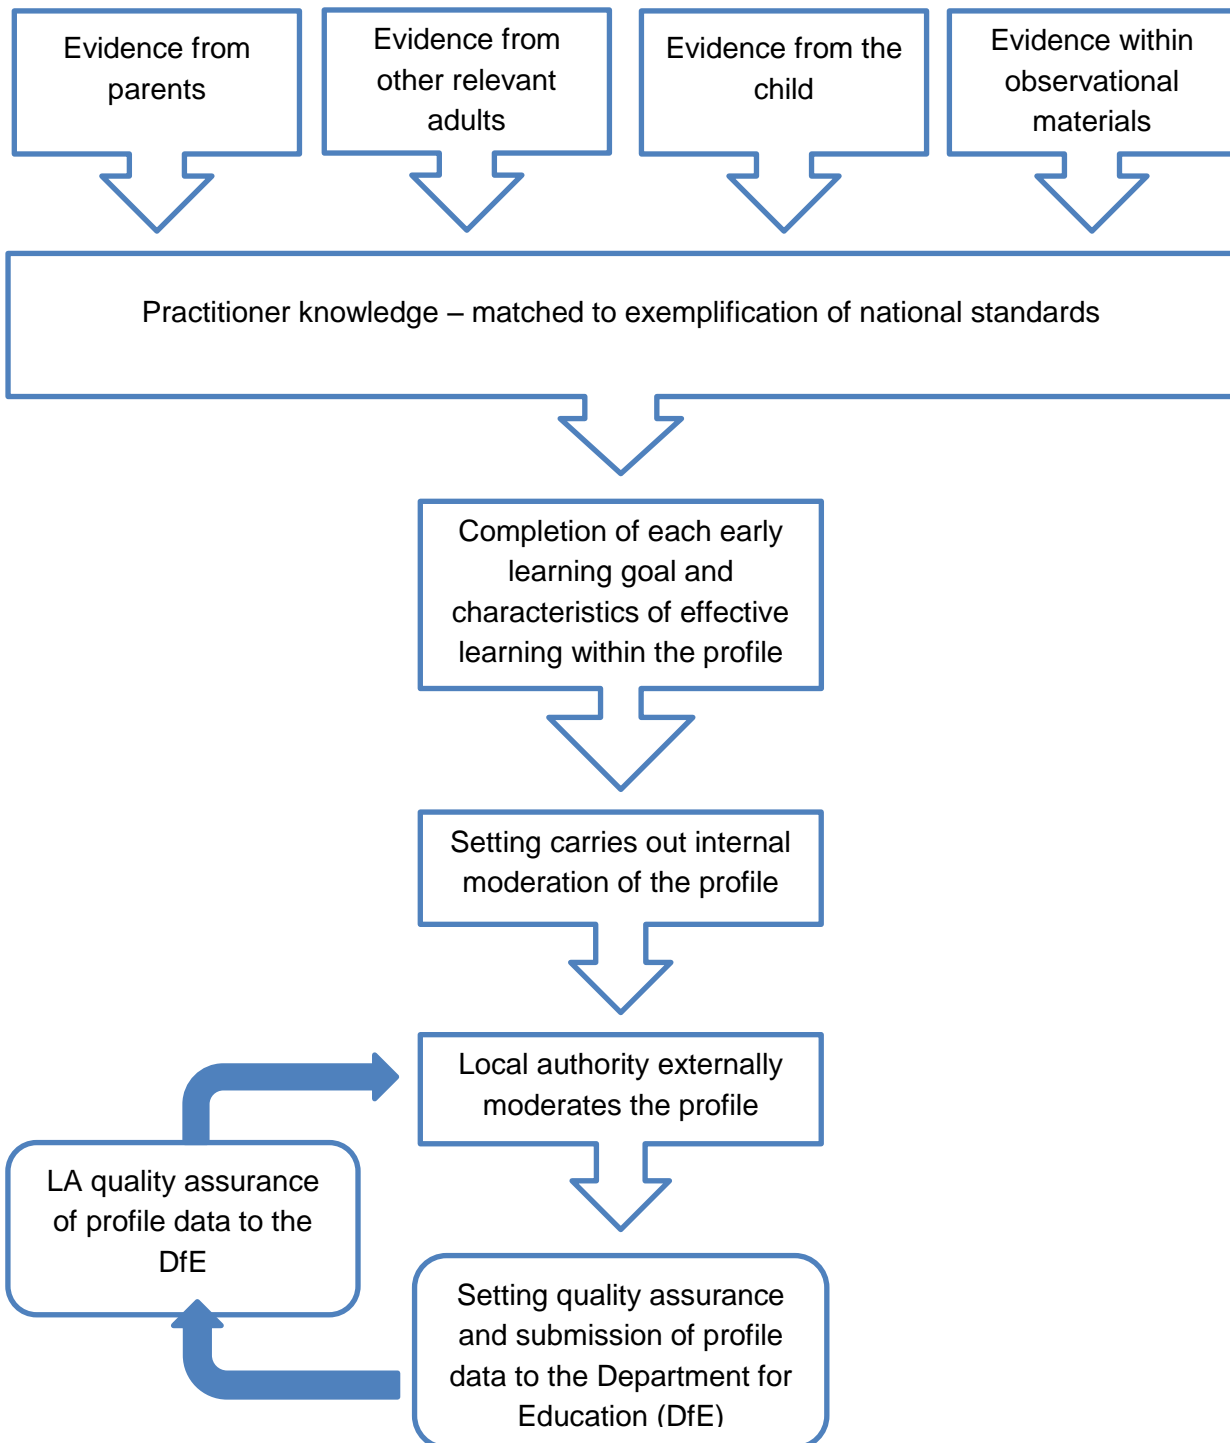 Evidence from
parents
Evidence from
other relevant
adults
Evidence from the
child
Evidence within
observational
materials
Practitioner knowledge – matched to exemplification of national standards
Completion of each early
learning goal and
characteristics of effective
learning within the profile
Setting carries out internal
moderation of the profile
Local authority externally
moderates the profile
LA quality assurance
of profile data to the
DfE
Setting quality assurance
and submission of profile
data to the Department for
Education (DfE)